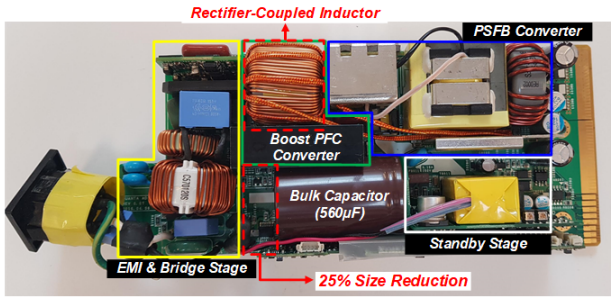 Rectifier-Coupled Inductor
PSFB Converter
Boost PFC
Converter
Bulk Capacitor
(560μF)
Standby Stage
EMI & Bridge Stage
25% Size Reduction